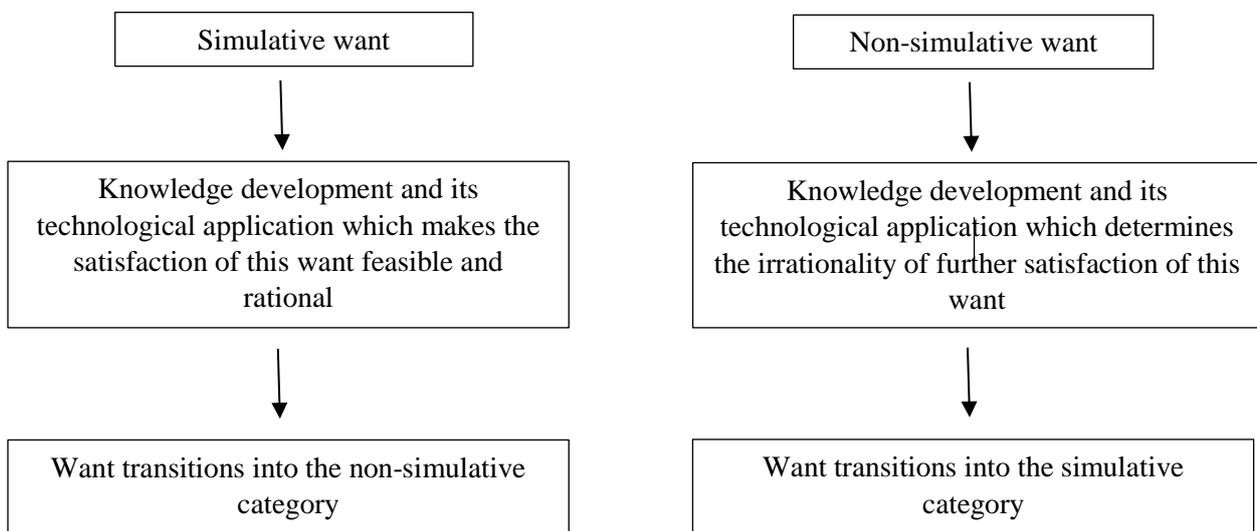 Simulative want
Knowledge development and its
technological application which makes the
satisfaction of this want feasible and
rational
Want transitions into the non-simulative
category
Non-simulative want
Knowledge development and its
technological application which determines
the irrationality of further satisfaction of this
want
Want transitions into the simulative
category